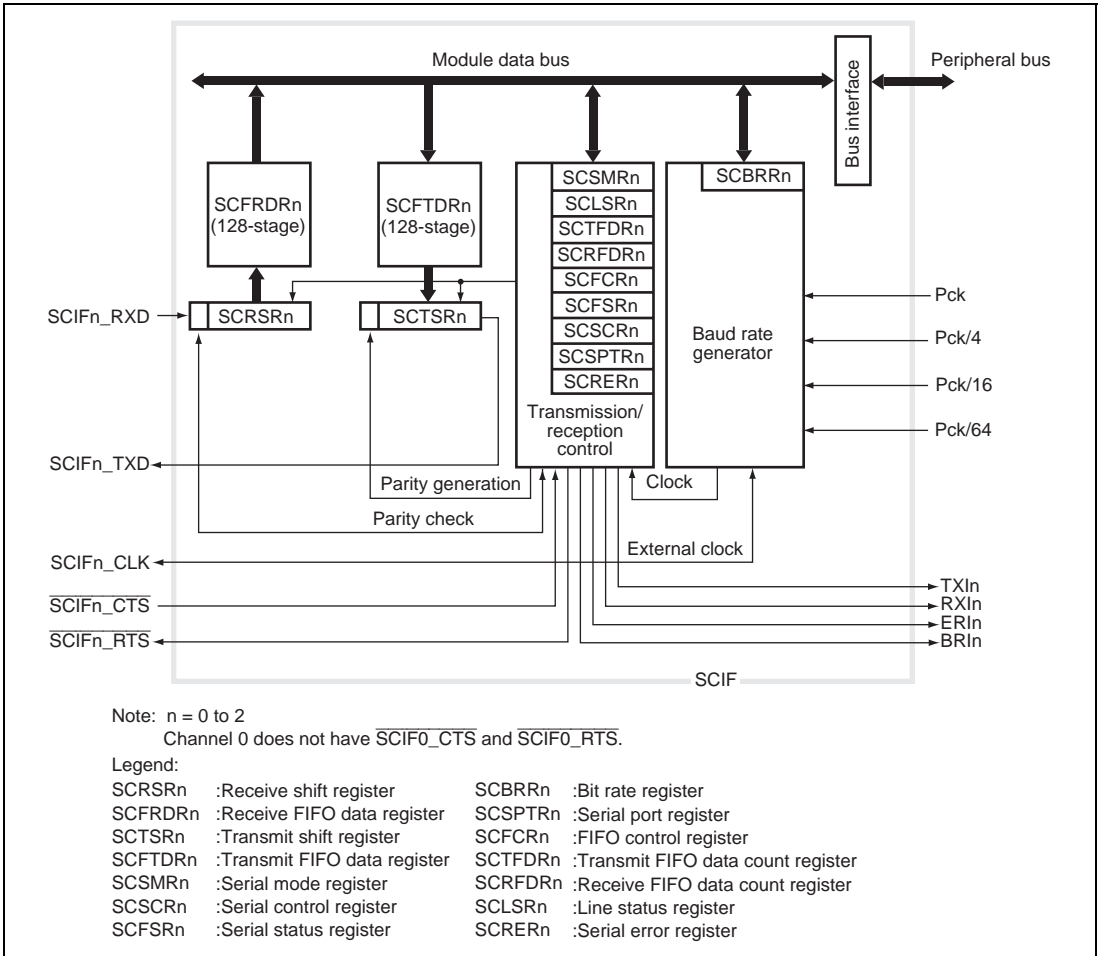 Module data bus
Peripheral bus
Bus interface
SCFRDRn
(128-stage)
SCFTDRn
(128-stage)
SCSMRn
SCLSRn
SCTFDRn
SCRFDRn
SCFCRn
SCFSRn
SCSCRn
SCSPTRn
SCRERn
Transmission/
reception
control
SCBRRn
Baud rate
generator
Pck
Pck/4
Pck/16
Pck/64
SCIFn_RXD
SCRSRn
SCTSRn
SCIFn_TXD
Parity generation
Clock
Parity check
External clock
SCIFn_CLK
SCIFn_CTS
SCIFn_RTS
TXIn
RXIn
ERIn
BRIn
SCIF
Note: n = 0 to 2
Channel 0 does not have SCIF0_CTS and SCIF0_RTS.
Legend:
SCRSRn :Receive shift register
SCFRDRn :Receive FIFO data register
SCTSRn :Transmit shift register
SCFTDRn :Transmit FIFO data register
SCSMRn :Serial mode register
SCSCRn :Serial control register
SCFSRn :Serial status register
SCBRRn :Bit rate register
SCSPTRn :Serial port register
SCFCRn :FIFO control register
SCTFDRn :Transmit FIFO data count register
SCRFDRn :Receive FIFO data count register
SCLSRn :Line status register
SCRERn :Serial error register